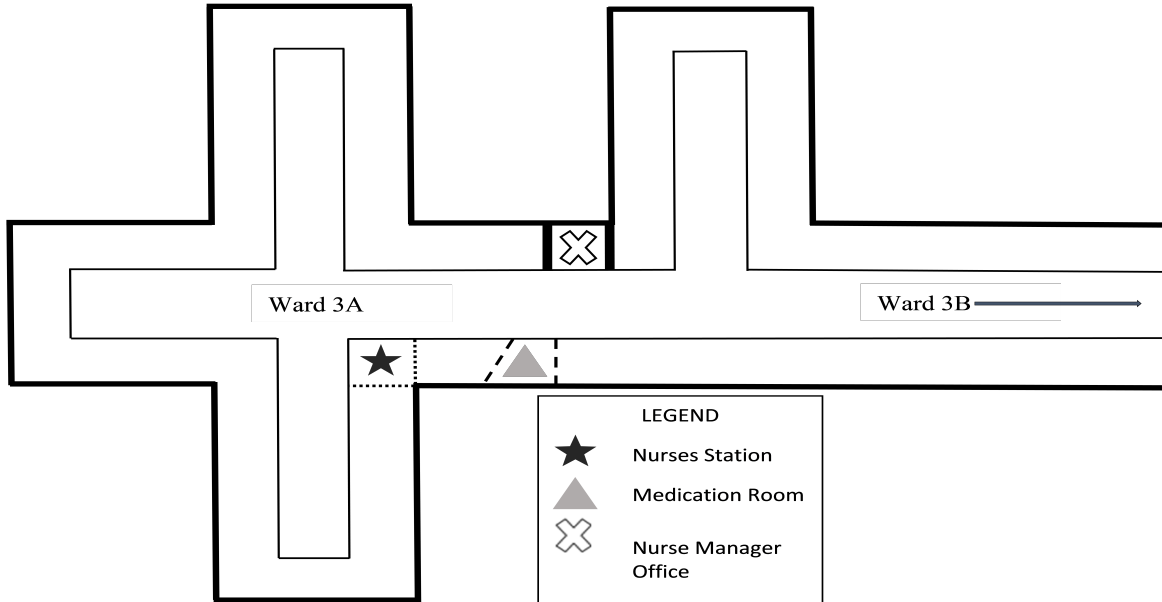 Ward 3A
Ward 3B
LEGEND
Nurses Station
Medication Room
Nurse Manager
Office